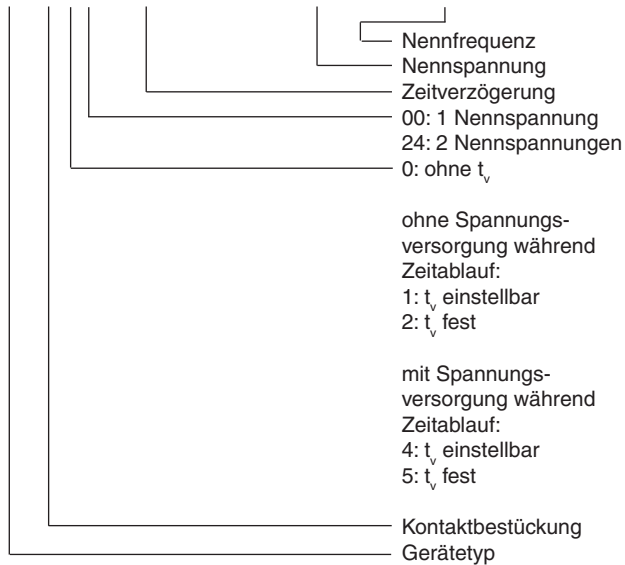 Nennfrequenz
Nennspannung
Zeitverzögerung
00: 1 Nennspannung
24: 2 Nennspannungen
0: ohne tv
ohne Spannungs-
versorgung während
Zeitablauf:
1: tv einstellbar
2: tv fest
mit Spannungs-
versorgung während
Zeitablauf:
4: tv einstellbar
5: tv fest
Kontaktbestückung
Gerätetyp